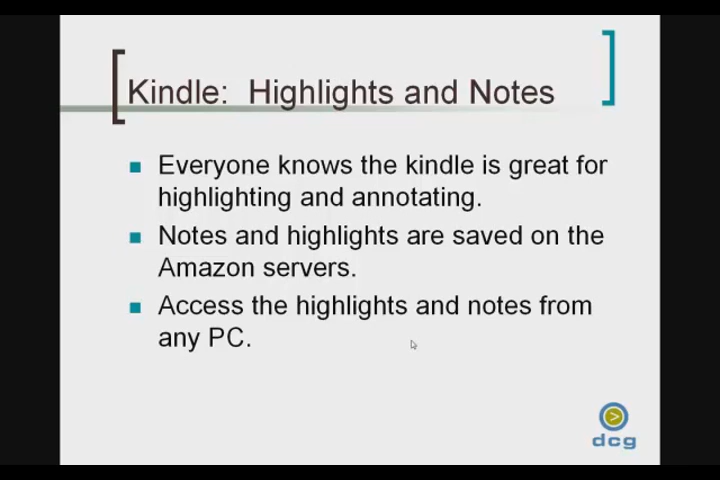 Kindle:  Highlights and Notes
Everyone knows the kindle is great for
highlighting and annotating.
Notes and highlights are saved on the
Amazon servers.
Access the highlights and notes from
any PC.
>
dcg